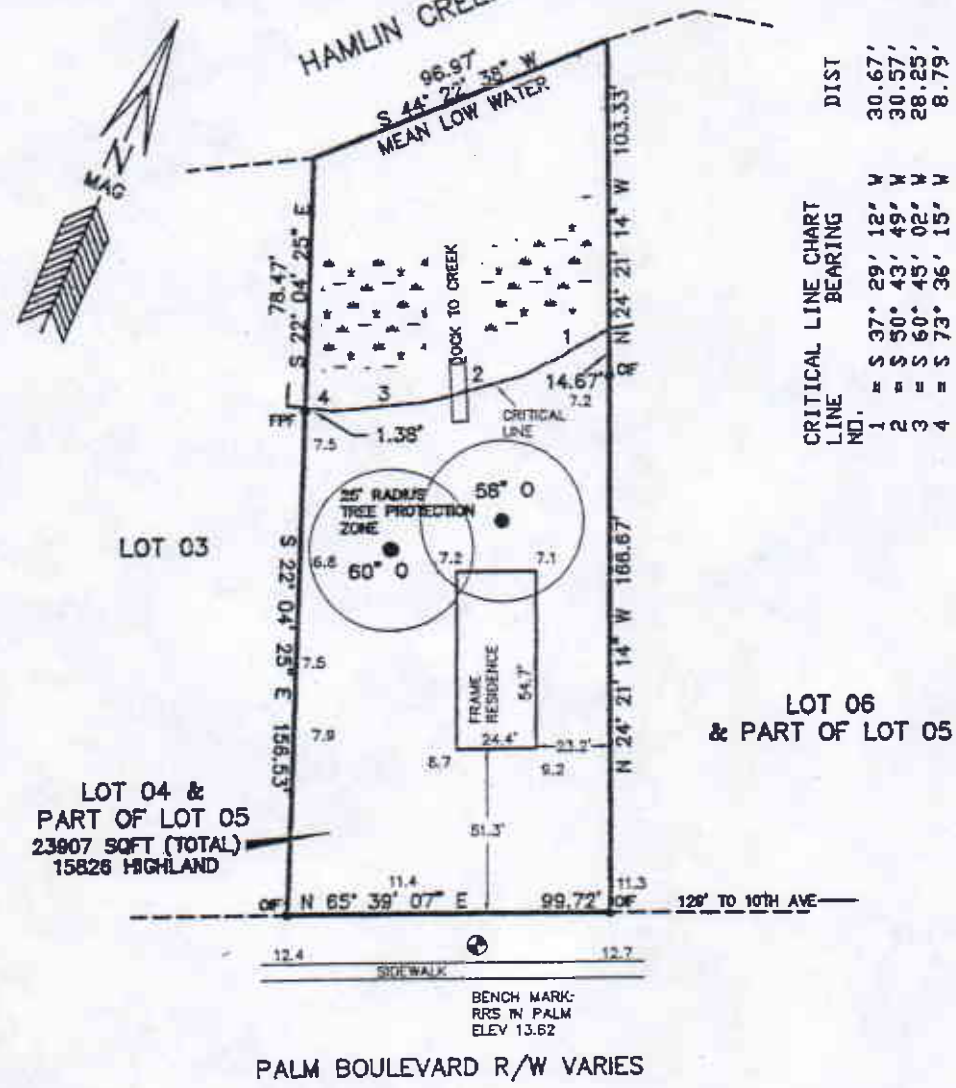 HAMLIN CREE
96.97'
S 44° 22' 38" W
MEAN LOW WATER
N
MAG
S 22° 04' 25" E
78.47'
N 24° 21' 14" W 103.33'
DOCK TO CREEK
1
2
3
4
14.67'
OF
7.2
CRITICAL
LINE
FPF
1.38'
7.5
25' RADIUS
TREE PROTECTION
ZONE
58" O
60" O
6.8
7.2
7.1
LOT 03
S 22° 04' 25" E 156.53'
7.5
7.9
N 24° 21' 14" W 166.67'
FRAME
RESIDENCE
54.7'
24.4'
23.2'
8.7
9.2
51.3'
LOT 06
& PART OF LOT 05
LOT 04 &
PART OF LOT 05
23907 SQFT (TOTAL)
15826 HIGHLAND
11.4
11.3
OF N 65° 39' 07" E 99.72' OF
129' TO 10TH AVE
12.4
12.7
SIDEWALK
BENCH MARK:
RRS IN PALM
ELEV 13.62
PALM BOULEVARD R/W VARIES
CRITICAL LINE CHART
LINE BEARING DIST
NO.
1 = S 37° 29' 12" W 30.67'
2 = S 50° 43' 49" W 30.57'
3 = S 60° 45' 02" W 28.25'
4 = S 73° 36' 15" W 8.79'